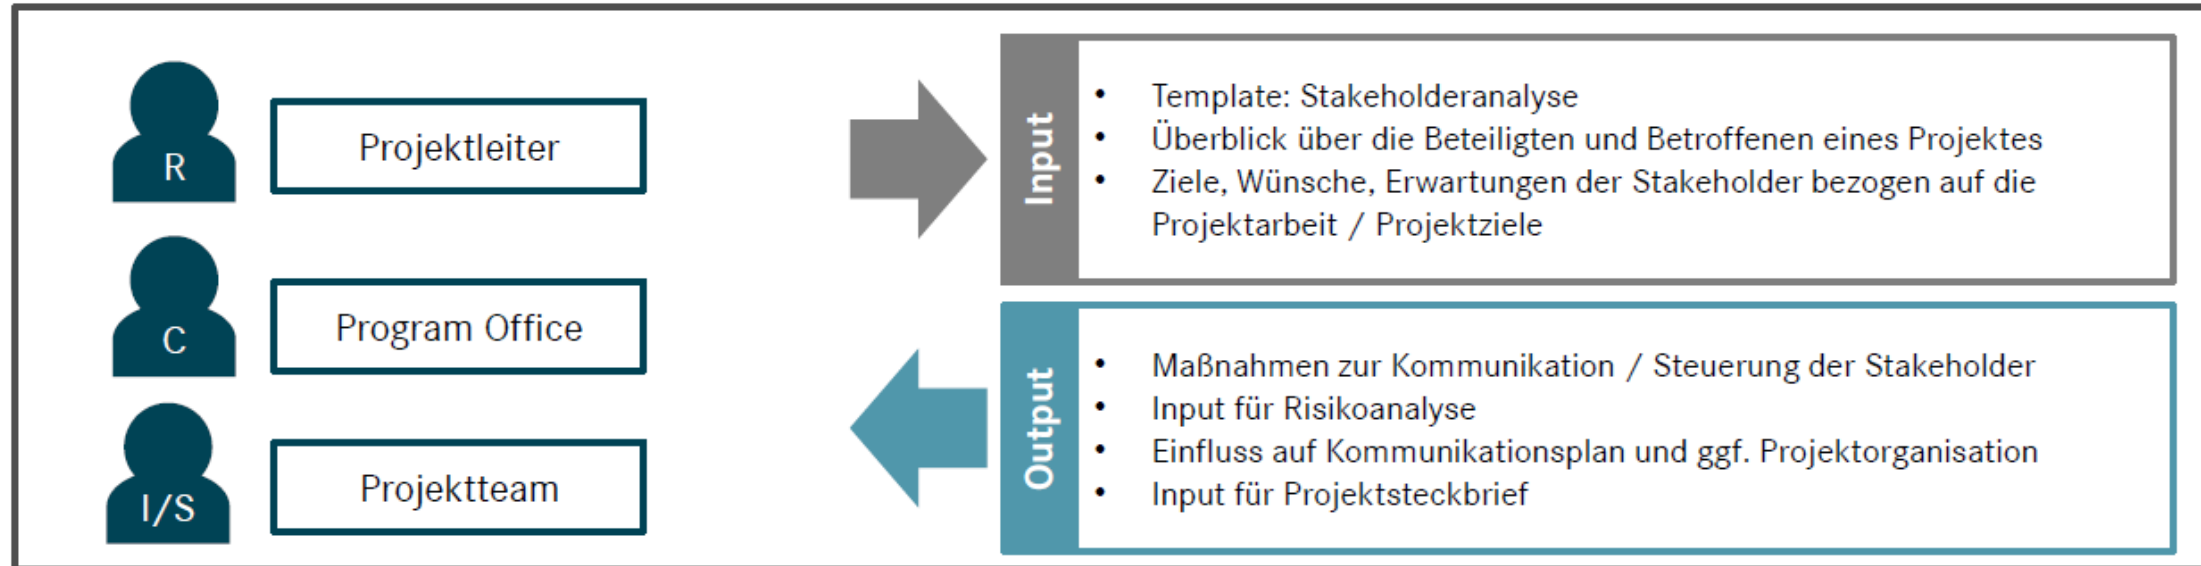 R
Projektleiter
C
Program Office
I/S
Projektteam
Input
• Template: Stakeholderanalyse
• Überblick über die Beteiligten und Betroffenen eines Projektes
• Ziele, Wünsche, Erwartungen der Stakeholder bezogen auf die
Projektarbeit / Projektziele
Output
• Maßnahmen zur Kommunikation / Steuerung der Stakeholder
• Input für Risikoanalyse
• Einfluss auf Kommunikationsplan und ggf. Projektorganisation
• Input für Projektsteckbrief